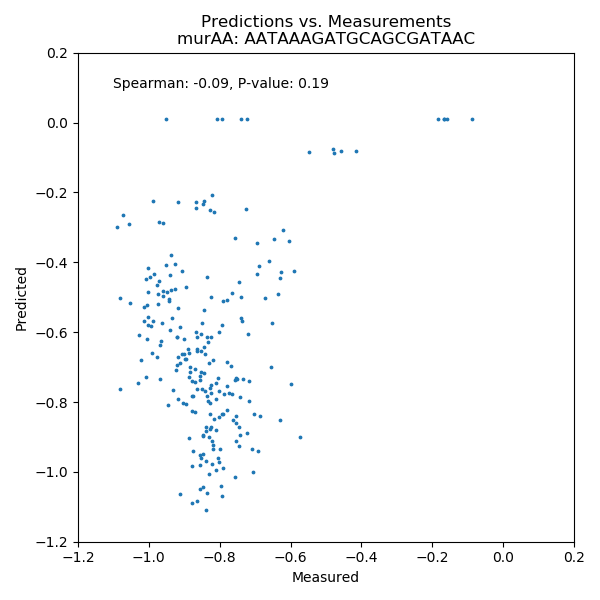 Predictions vs. Measurements
murAA: AATAAAGATGCAGCGATAAC
Spearman: -0.09, P-value: 0.19
0.2
0.0
−0.2
−0.4
−0.6
−0.8
−1.0
−1.2
Predicted
−1.2 −1.0 −0.8 −0.6 −0.4 −0.2 0.0 0.2
Measured